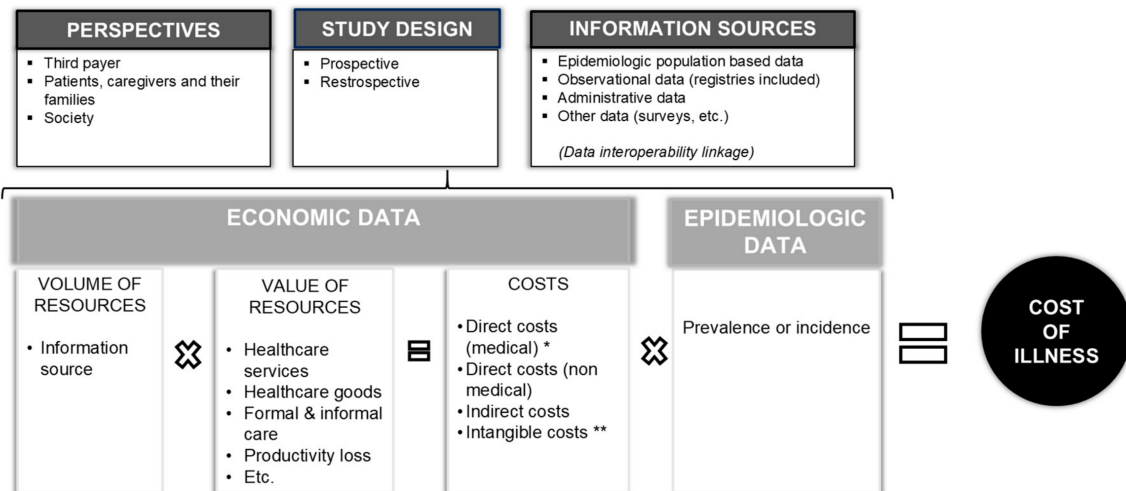 PERSPECTIVES
▪ Third payer
▪ Patients, caregivers and their
families
▪ Society
STUDY DESIGN
▪ Prospective
▪ Restrospective
INFORMATION SOURCES
▪ Epidemiologic population based data
▪ Observational data (registries included)
▪ Administrative data
▪ Other data (surveys, etc.)
(Data interoperability linkage)
ECONOMIC DATA
EPIDEMIOLOGIC
DATA
VOLUME OF
RESOURCES
• Information
source
VALUE OF
RESOURCES
• Healthcare
services
• Healthcare goods
• Formal & informal
care
• Productivity loss
• Etc.
COSTS
• Direct costs
(medical) *
• Direct costs (non
medical)
• Indirect costs
• Intangible costs **
Prevalence or incidence
COST
OF
ILLNESS